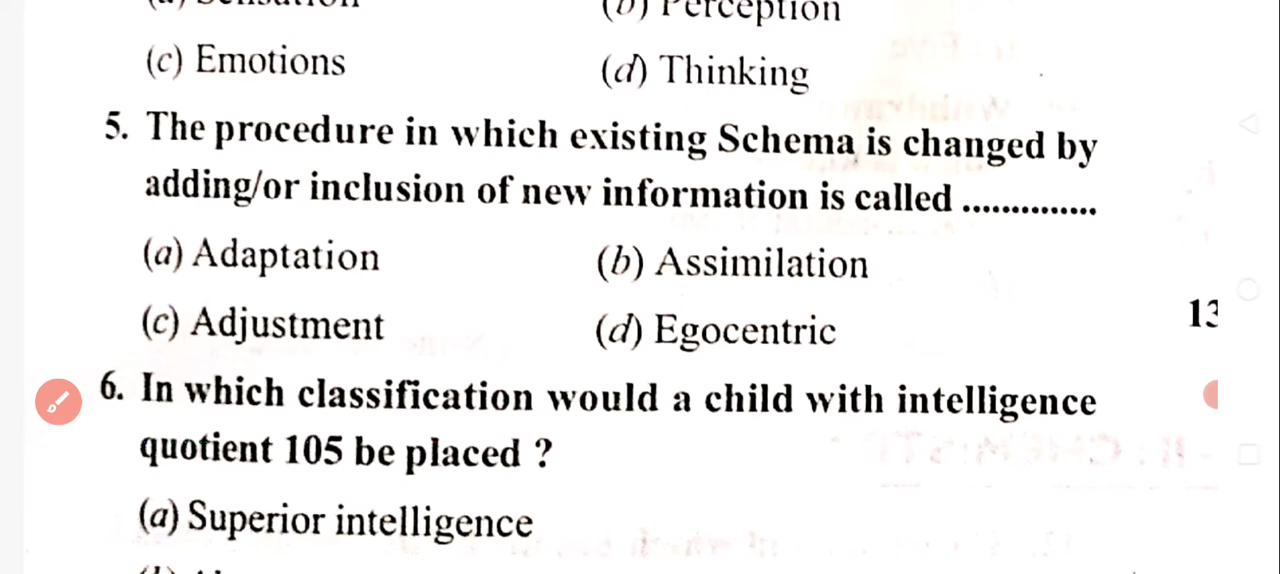 (b) Perception
(c) Emotions (d) Thinking
5. The procedure in which existing Schema is changed by
adding/or inclusion of new information is called ..............
(a) Adaptation (b) Assimilation
(c) Adjustment (d) Egocentric
13
6. In which classification would a child with intelligence
quotient 105 be placed ?
(a) Superior intelligence